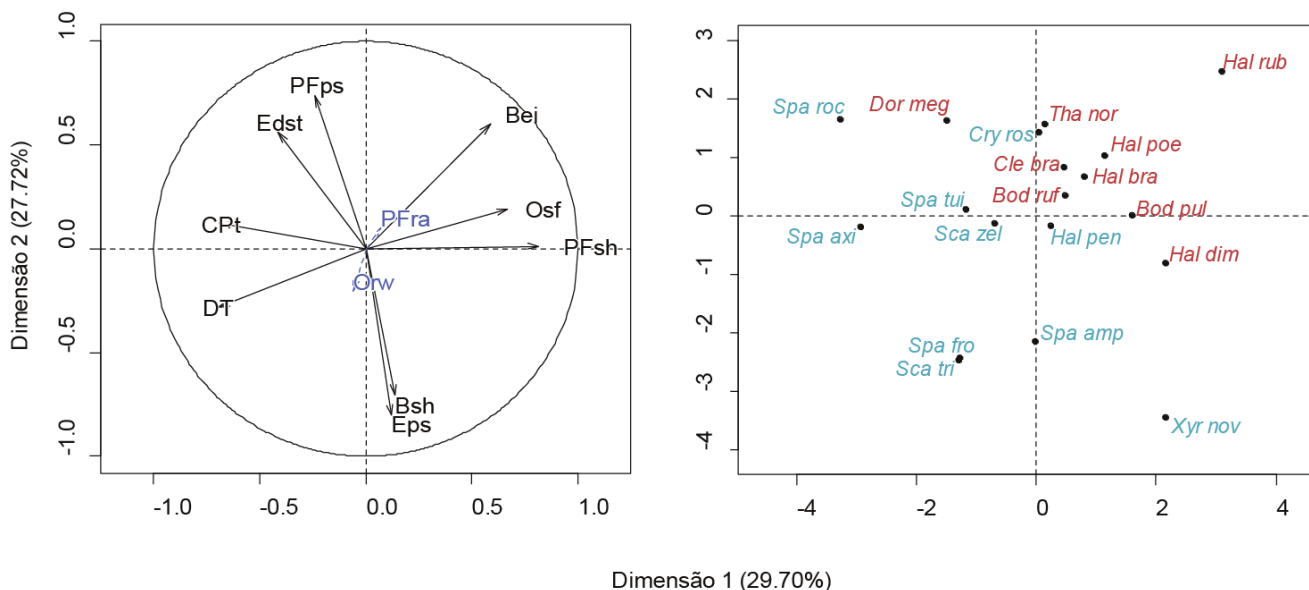 Dimensão 2 (27.72%)
1.0
0.5
0.0
-0.5
-1.0
PFps
Edst
Bei
CPt
PFra
Osf
PFsh
DT
Orw
Bsh
Eps
-1.0
-0.5
0.0
0.5
1.0
3
2
1
0
-1
-2
-3
-4
Hal rub
Spa roc
Dor meg
Tha nor
Cry ros
Hal poe
Cle bra
Hal bra
Bod ruf
Spa tui
Bod pul
Spa axi
Sca zel
Hal pen
Hal dim
Spa amp
Spa fro
Sca tri
Xyr nov
-4
-2
0
2
4
Dimensão 1 (29.70%)